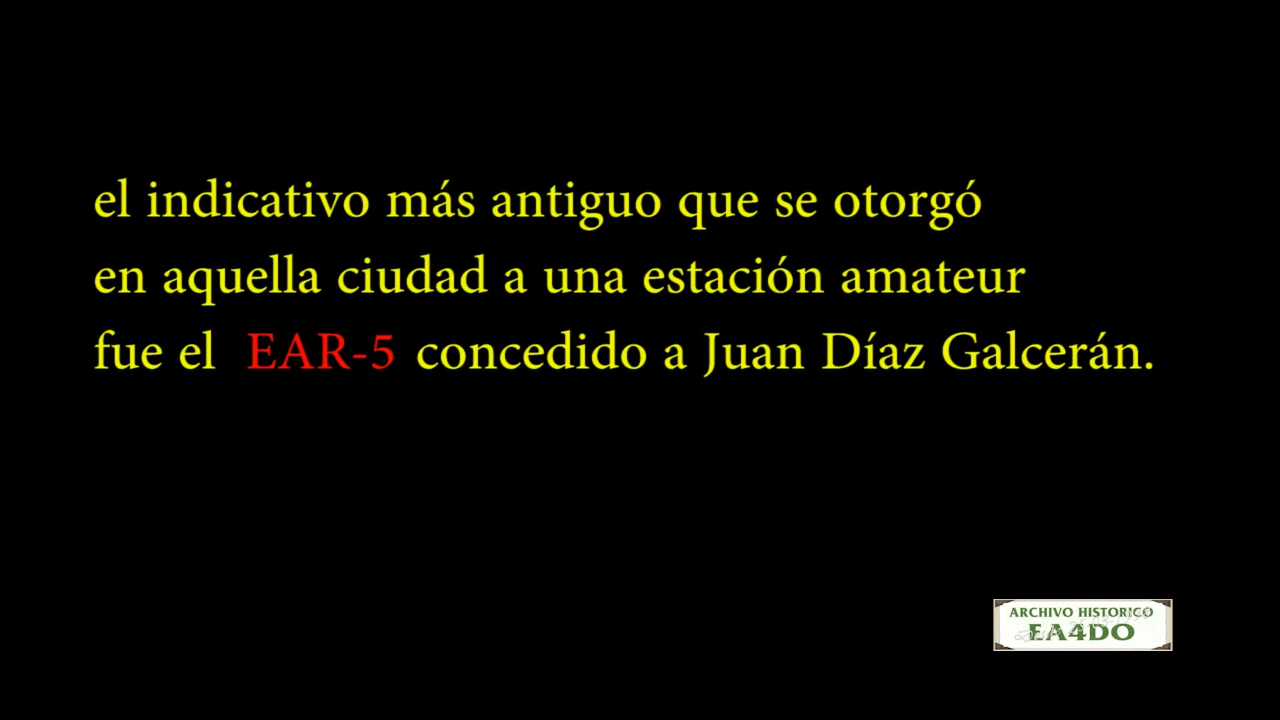 el indicativo más antiguo que se otorgó
en aquella ciudad a una estación amateur
fue el EAR-5 concedido a Juan Díaz Galcerán.
ARCHIVO HISTORICO
EA4DO